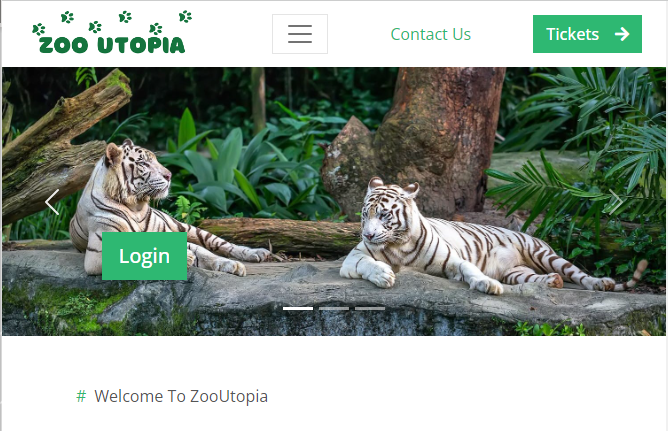 ZOO UTOPIA
Contact Us
Tickets
Login
# Welcome To ZooUtopia